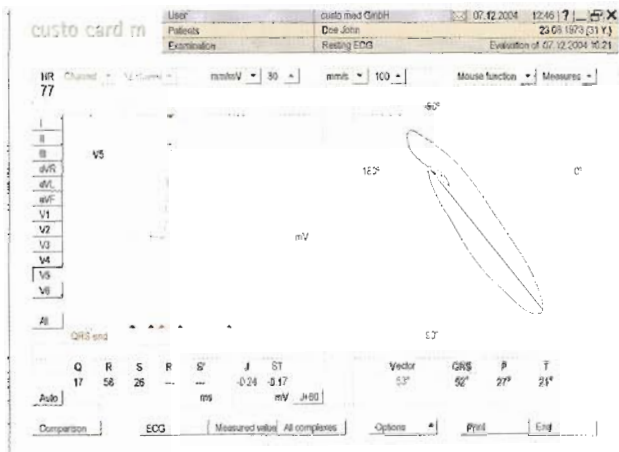 custo card m
User custo med GmbH 07.12.2004 12:46 ?
Patients Doe John 23.08.1973 (31 Y.)
Examination Resting ECG Evaluation of 07.12.2004 10:21
HR Channel mm/mV 80 mm/s 100 Mouse function Measures
77
-90°
I
II
III
aVR
aVL
aVF
V1
V2
V3
V4
V5
V6
All
V5
180° 0°
mV
QRS end
90°
Q R S R S' J ST Vector QRS P T
17 58 26 --- --- -0.24 -0.17 53° 52° 27° 21°
Auto ms mV J+80
Comparison ECG Measured value All complexes Options Print End